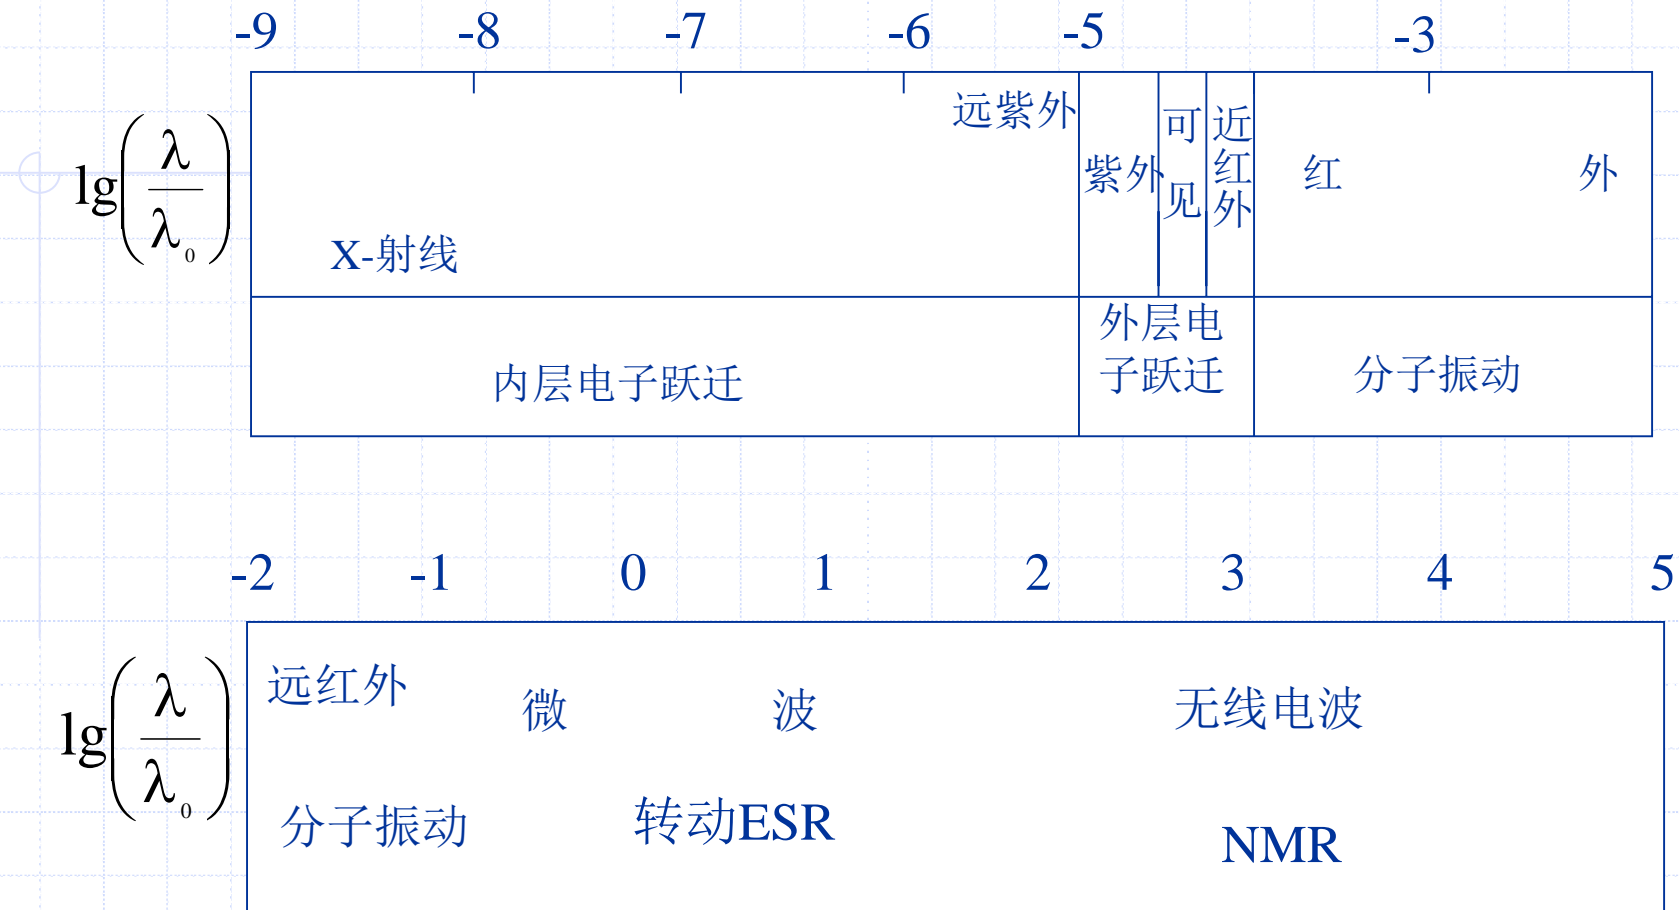 -9 -8 -7 -6 -5 -3
lg(λ/λ₀)
远紫外
X-射线
紫外
可见
近红外
红 外
内层电子跃迁
外层电
子跃迁
分子振动
-2 -1 0 1 2 3 4 5
lg(λ/λ₀)
远红外
微 波
无线电波
分子振动
转动ESR
NMR